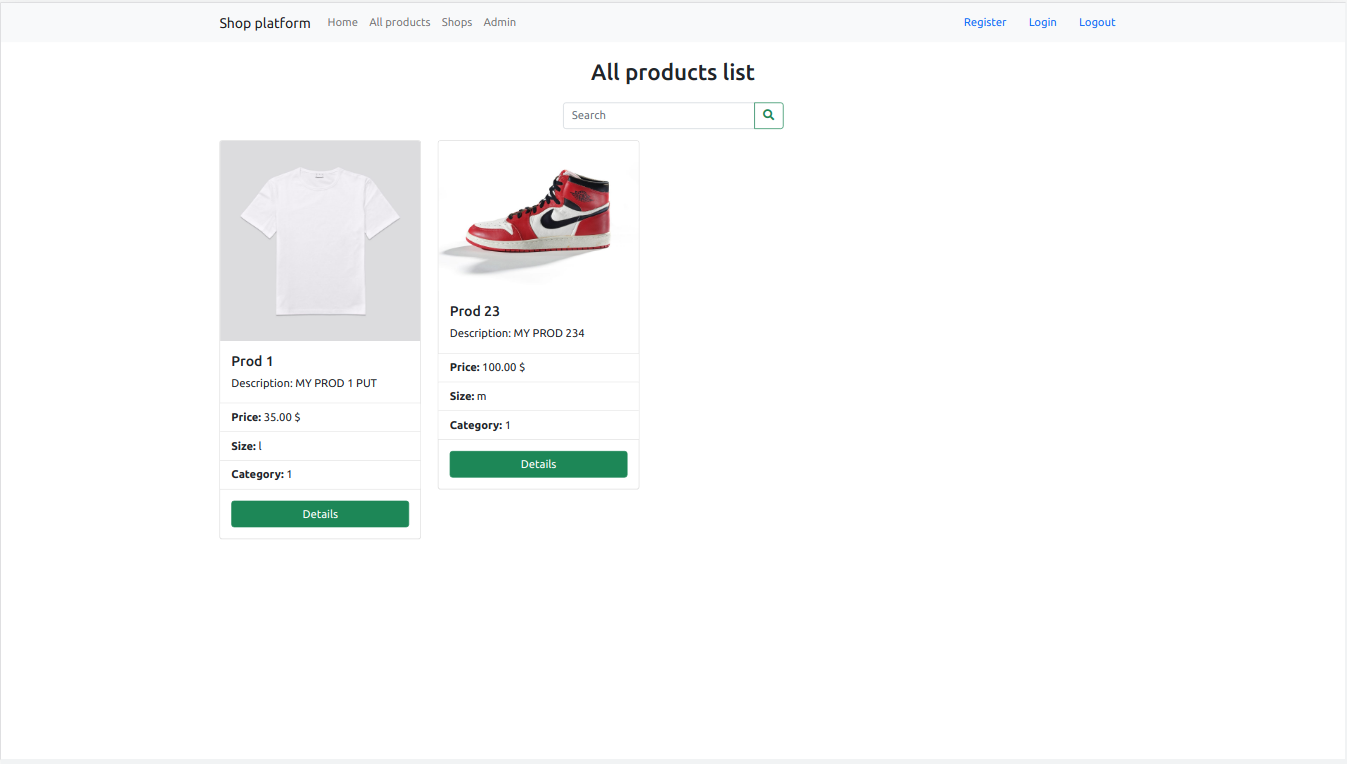 Shop platform Home All products Shops Admin Register Login Logout
All products list
Search
Prod 1
Description: MY PROD 1 PUT
Price: 35.00 $
Size: l
Category: 1
Details
Prod 23
Description: MY PROD 234
Price: 100.00 $
Size: m
Category: 1
Details